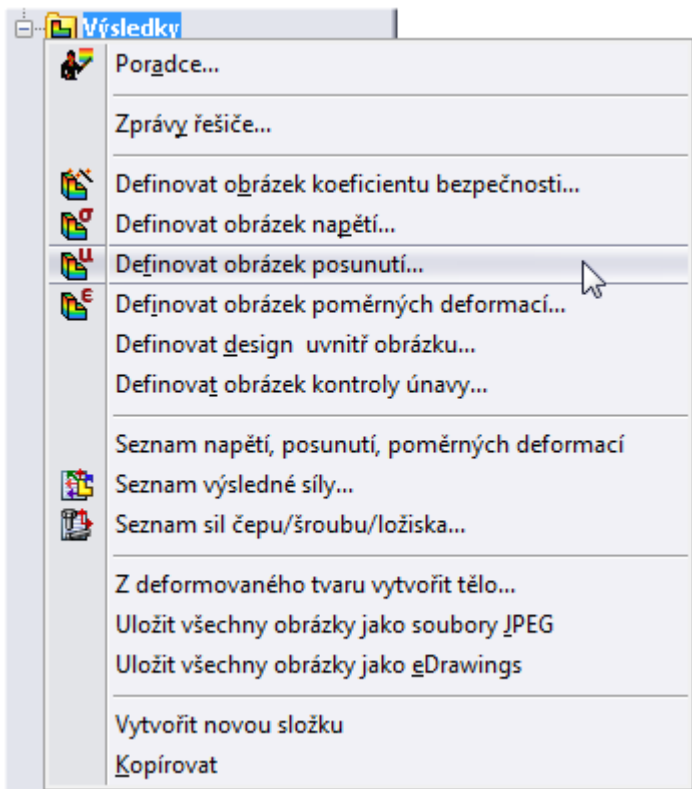 Výsledky
Poradce...
Zprávy řešiče...
Definovat obrázek koeficientu bezpečnosti...
Definovat obrázek napětí...
Definovat obrázek posunutí...
Definovat obrázek poměrných deformací...
Definovat design  uvnitř obrázku...
Definovat obrázek kontroly únavy...
Seznam napětí, posunutí, poměrných deformací
Seznam výsledné síly...
Seznam sil čepu/šroubu/ložiska...
Z deformovaného tvaru vytvořit tělo...
Uložit všechny obrázky jako soubory JPEG
Uložit všechny obrázky jako eDrawings
Vytvořit novou složku
Kopírovat